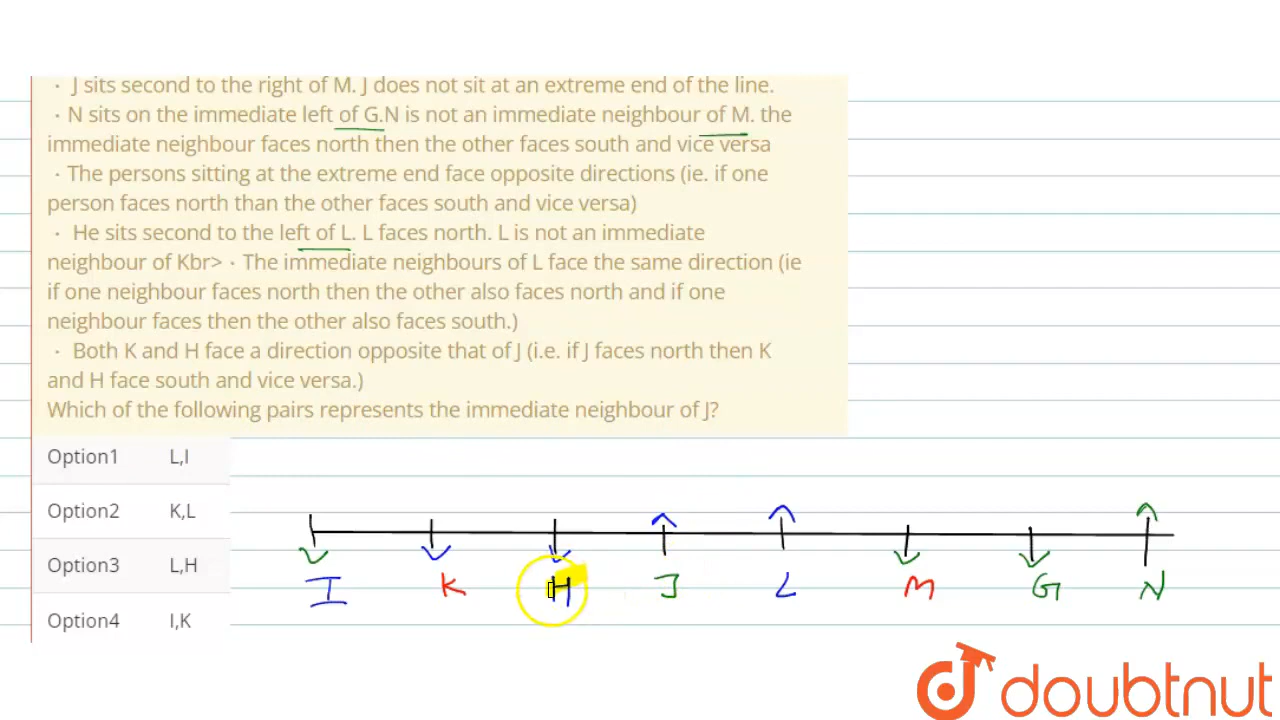 · J sits second to the right of M. J does not sit at an extreme end of the line.
· N sits on the immediate left of G.N is not an immediate neighbour of M. the
immediate neighbour faces north then the other faces south and vice versa
· The persons sitting at the extreme end face opposite directions (ie. if one
person faces north than the other faces south and vice versa)
· He sits second to the left of L. L faces north. L is not an immediate
neighbour of Kbr> · The immediate neighbours of L face the same direction (ie
if one neighbour faces north then the other also faces north and if one
neighbour faces then the other also faces south.)
· Both K and H face a direction opposite that of J (i.e. if J faces north then K
and H face south and vice versa.)
Which of the following pairs represents the immediate neighbour of J?
Option1 L,I
Option2 K,L
Option3 L,H
Option4 I,K
I K H J L M G N
doubtnut